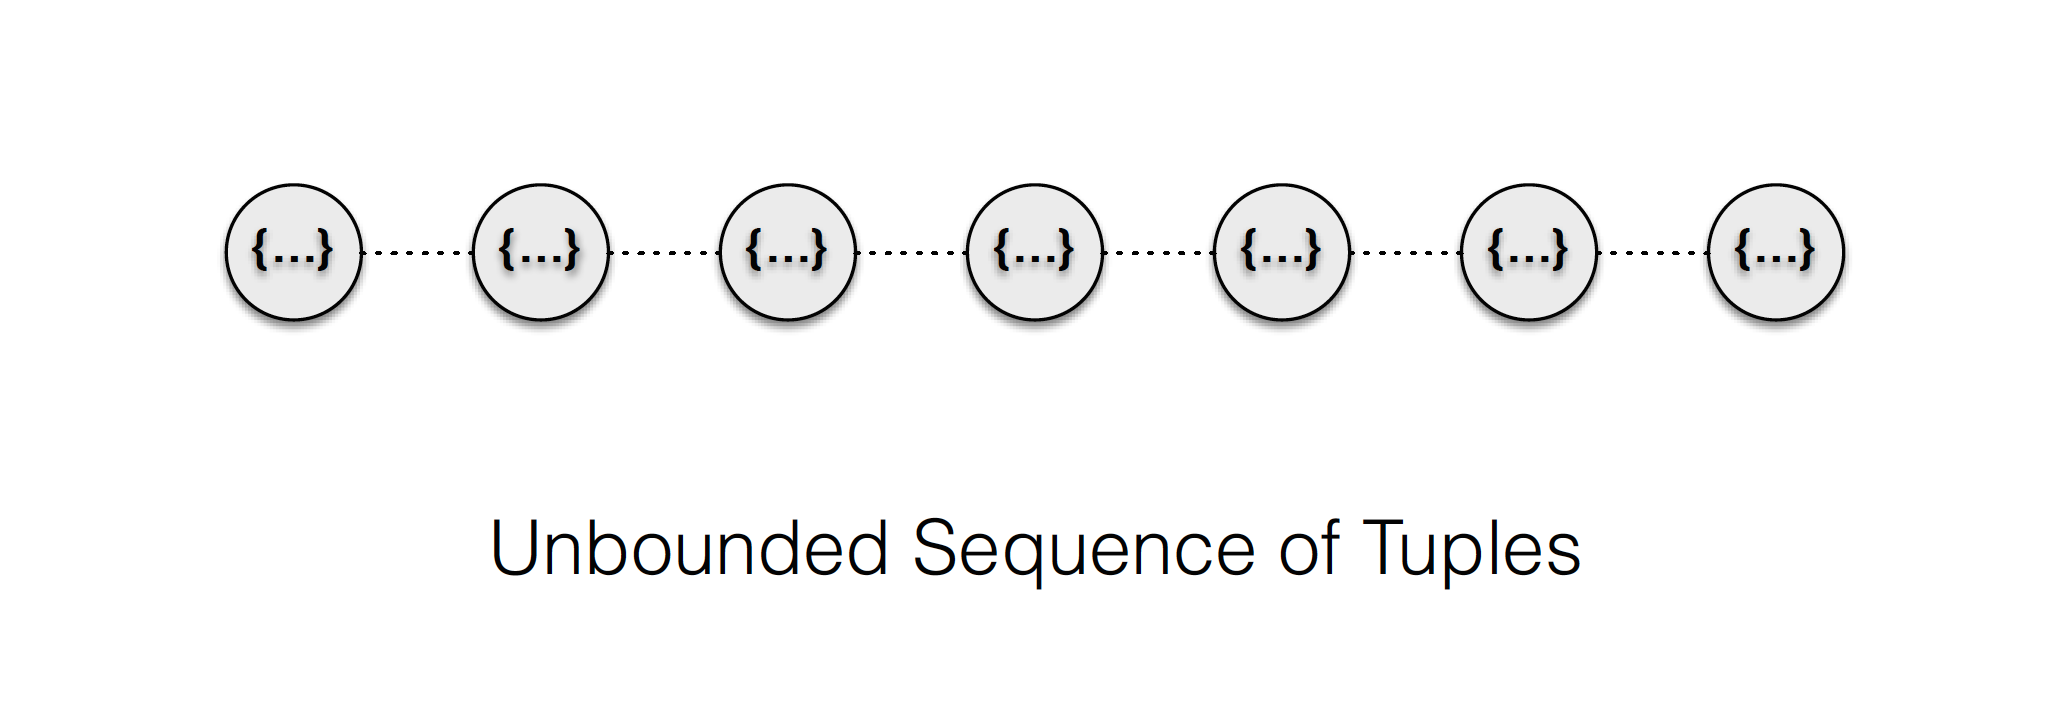 {...} {...} {...} {...} {...} {...} {...}
Unbounded Sequence of Tuples